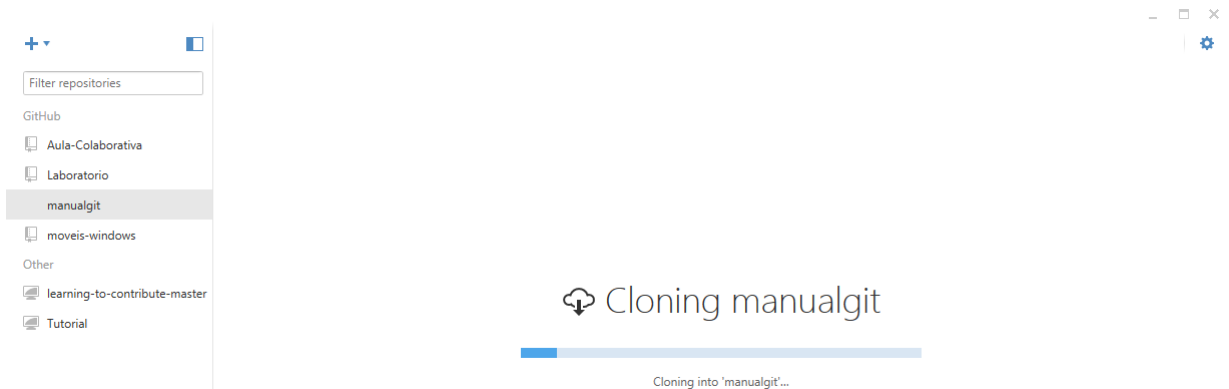 Filter repositories
GitHub
Aula-Colaborativa
Laboratorio
manualgit
moveis-windows
Other
learning-to-contribute-master
Tutorial
Cloning manualgit
Cloning into 'manualgit'...